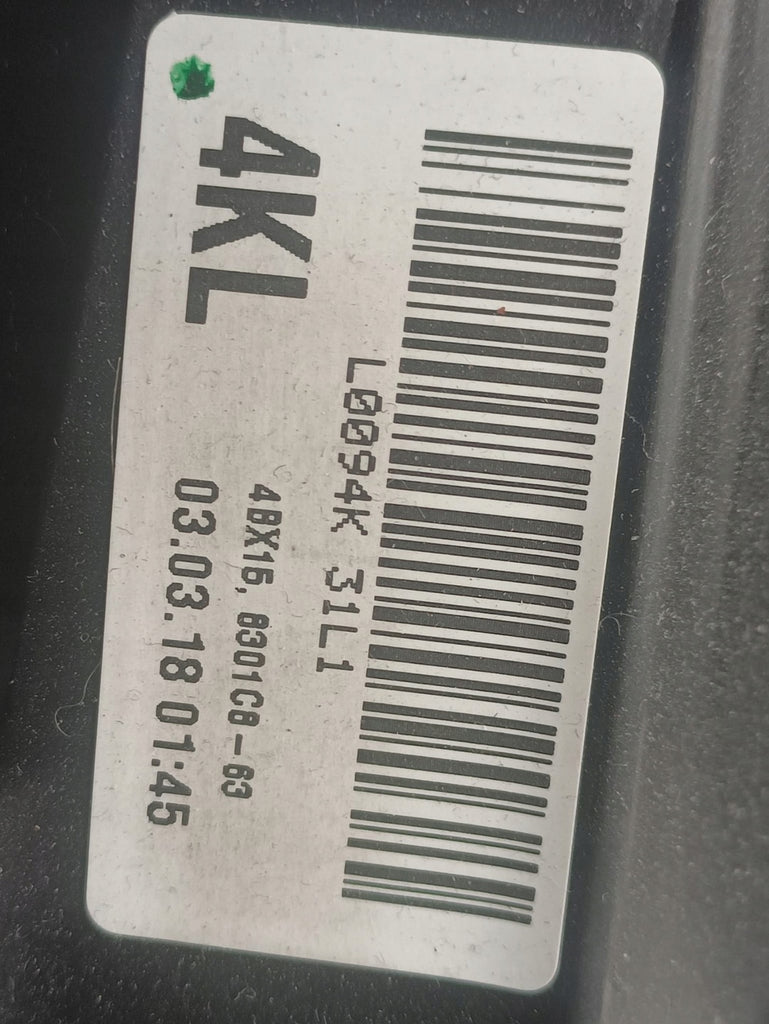 L0094K 31L1
4KL
4BX16, 8301C8-63
03.03.18 01:45